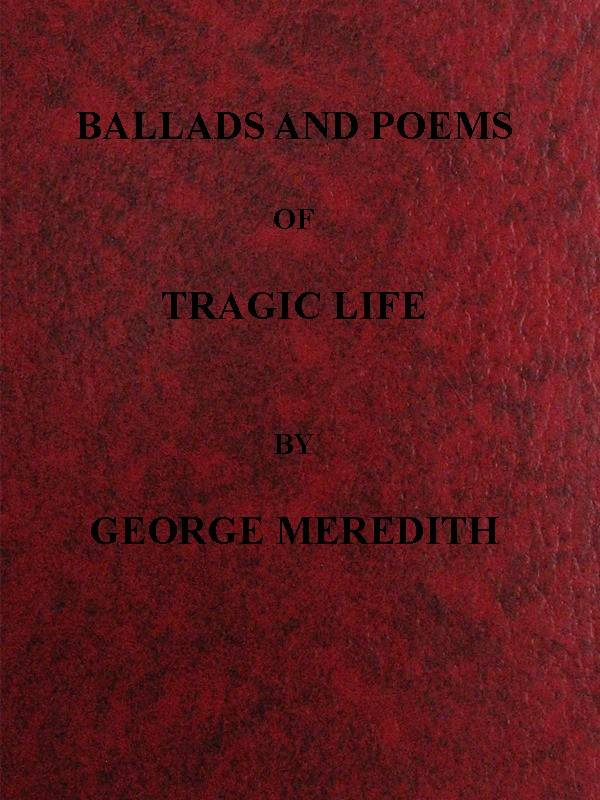 BALLADS AND POEMS
OF
TRAGIC LIFE
BY
GEORGE MEREDITH